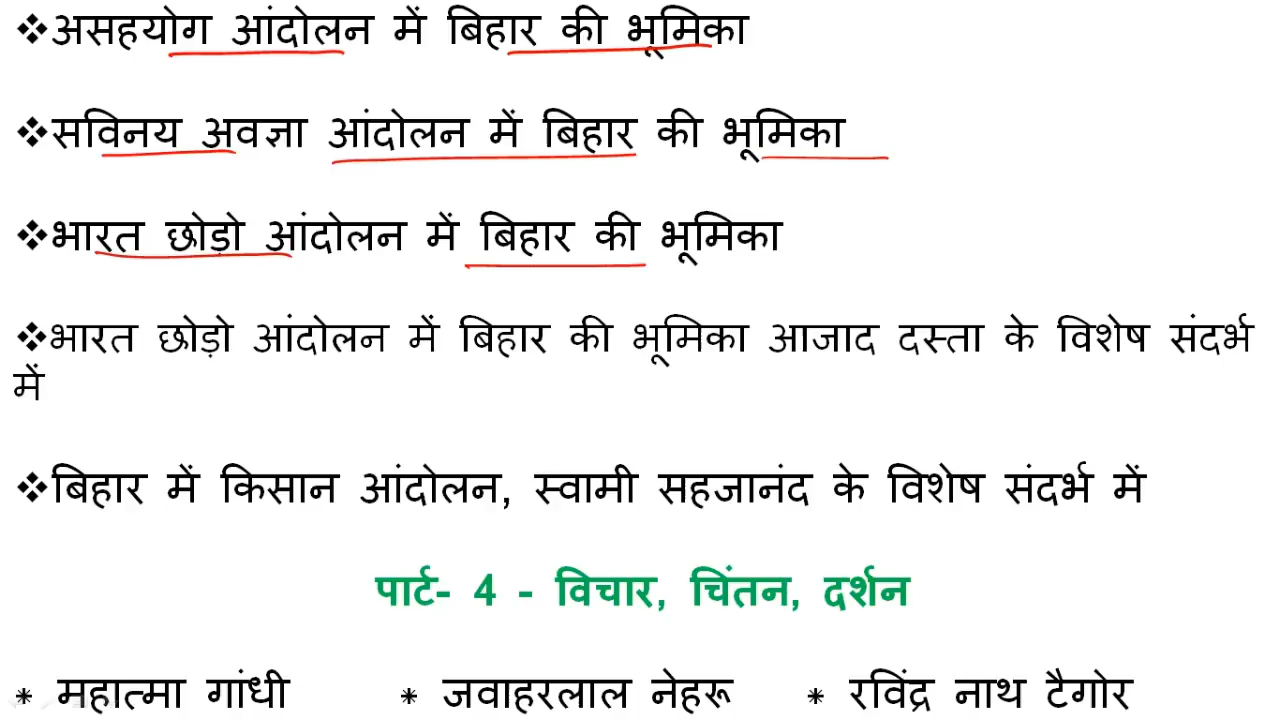 ❖असहयोग आंदोलन में बिहार की भूमिका
❖सविनय अवज्ञा आंदोलन में बिहार की भूमिका
❖भारत छोड़ो आंदोलन में बिहार की भूमिका
❖भारत छोड़ो आंदोलन में बिहार की भूमिका आजाद दस्ता के विशेष संदर्भ
में
❖बिहार में किसान आंदोलन, स्वामी सहजानंद के विशेष संदर्भ में
पार्ट- 4 - विचार, चिंतन, दर्शन
* महात्मा गांधी * जवाहरलाल नेहरू * रविंद्र नाथ टैगोर